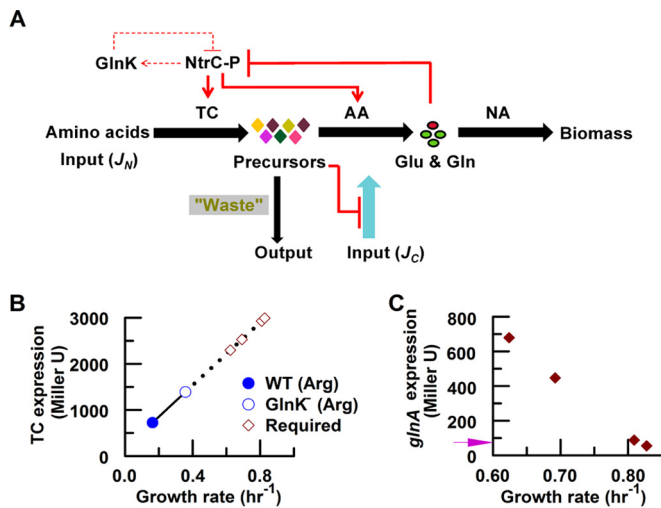 A
GlnK
NtrC-P
TC
AA
NA
Amino acids
Biomass
Input (J_N)
Precursors
Glu & Gln
"Waste"
Output
Input (J_C)
B
TC expression
(Miller U)
3000
2000
1000
0
WT (Arg)
GlnK⁻ (Arg)
Required
0.0 0.4 0.8
Growth rate (hr⁻¹)
C
glnA expression
(Miller U)
800
600
400
200
0
0.60 0.70 0.80
Growth rate (hr⁻¹)